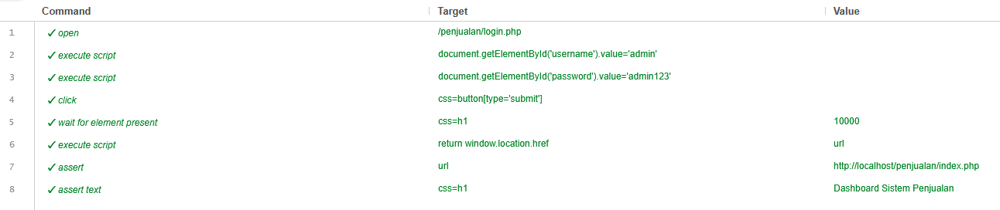 Command Target Value
1 ✓ open /penjualan/login.php
2 ✓ execute script document.getElementById('username').value='admin'
3 ✓ execute script document.getElementById('password').value='admin123'
4 ✓ click css=button[type='submit']
5 ✓ wait for element present css=h1 10000
6 ✓ execute script return window.location.href url
7 ✓ assert url http://localhost/penjualan/index.php
8 ✓ assert text css=h1 Dashboard Sistem Penjualan